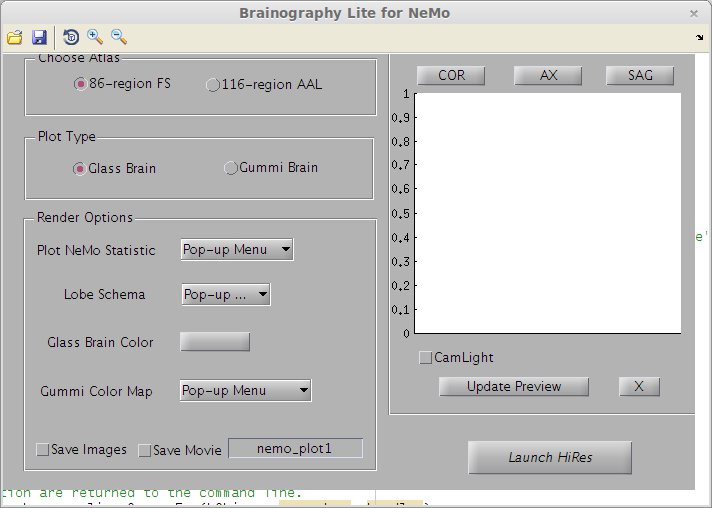 Brainography Lite for NeMo
Choose Atlas
86-region FS
116-region AAL
Plot Type
Glass Brain
Gummi Brain
Render Options
Plot NeMo Statistic
Pop-up Menu
Lobe Schema
Pop-up ...
Glass Brain Color
Gummi Color Map
Pop-up Menu
Save Images
Save Movie
nemo_plot1
COR
AX
SAG
1
0.9
0.8
0.7
0.6
0.5
0.4
0.3
0.2
0.1
0
CamLight
Update Preview
X
Launch HiRes
e'
tion are returned to the command line.